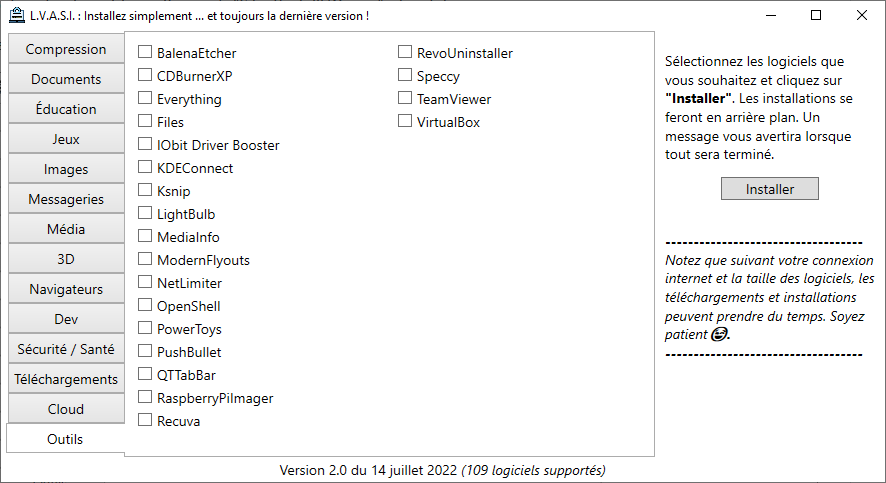 L.V.A.S.I. : Installez simplement ... et toujours la dernière version !
Compression
Documents
Éducation
Jeux
Images
Messageries
Média
3D
Navigateurs
Dev
Sécurité / Santé
Téléchargements
Cloud
Outils
BalenaEtcher
CDBurnerXP
Everything
Files
IObit Driver Booster
KDEConnect
Ksnip
LightBulb
MediaInfo
ModernFlyouts
NetLimiter
OpenShell
PowerToys
PushBullet
QTTabBar
RaspberryPiImager
Recuva
RevoUninstaller
Speccy
TeamViewer
VirtualBox
Sélectionnez les logiciels que
vous souhaitez et cliquez sur
"Installer". Les installations se
feront en arrière plan. Un
message vous avertira lorsque
tout sera terminé.
Installer
-----------------------------------
Notez que suivant votre connexion
internet et la taille des logiciels, les
téléchargements et installations
peuvent prendre du temps. Soyez
patient 😅.
-----------------------------------
Version 2.0 du 14 juillet 2022 (109 logiciels supportés)